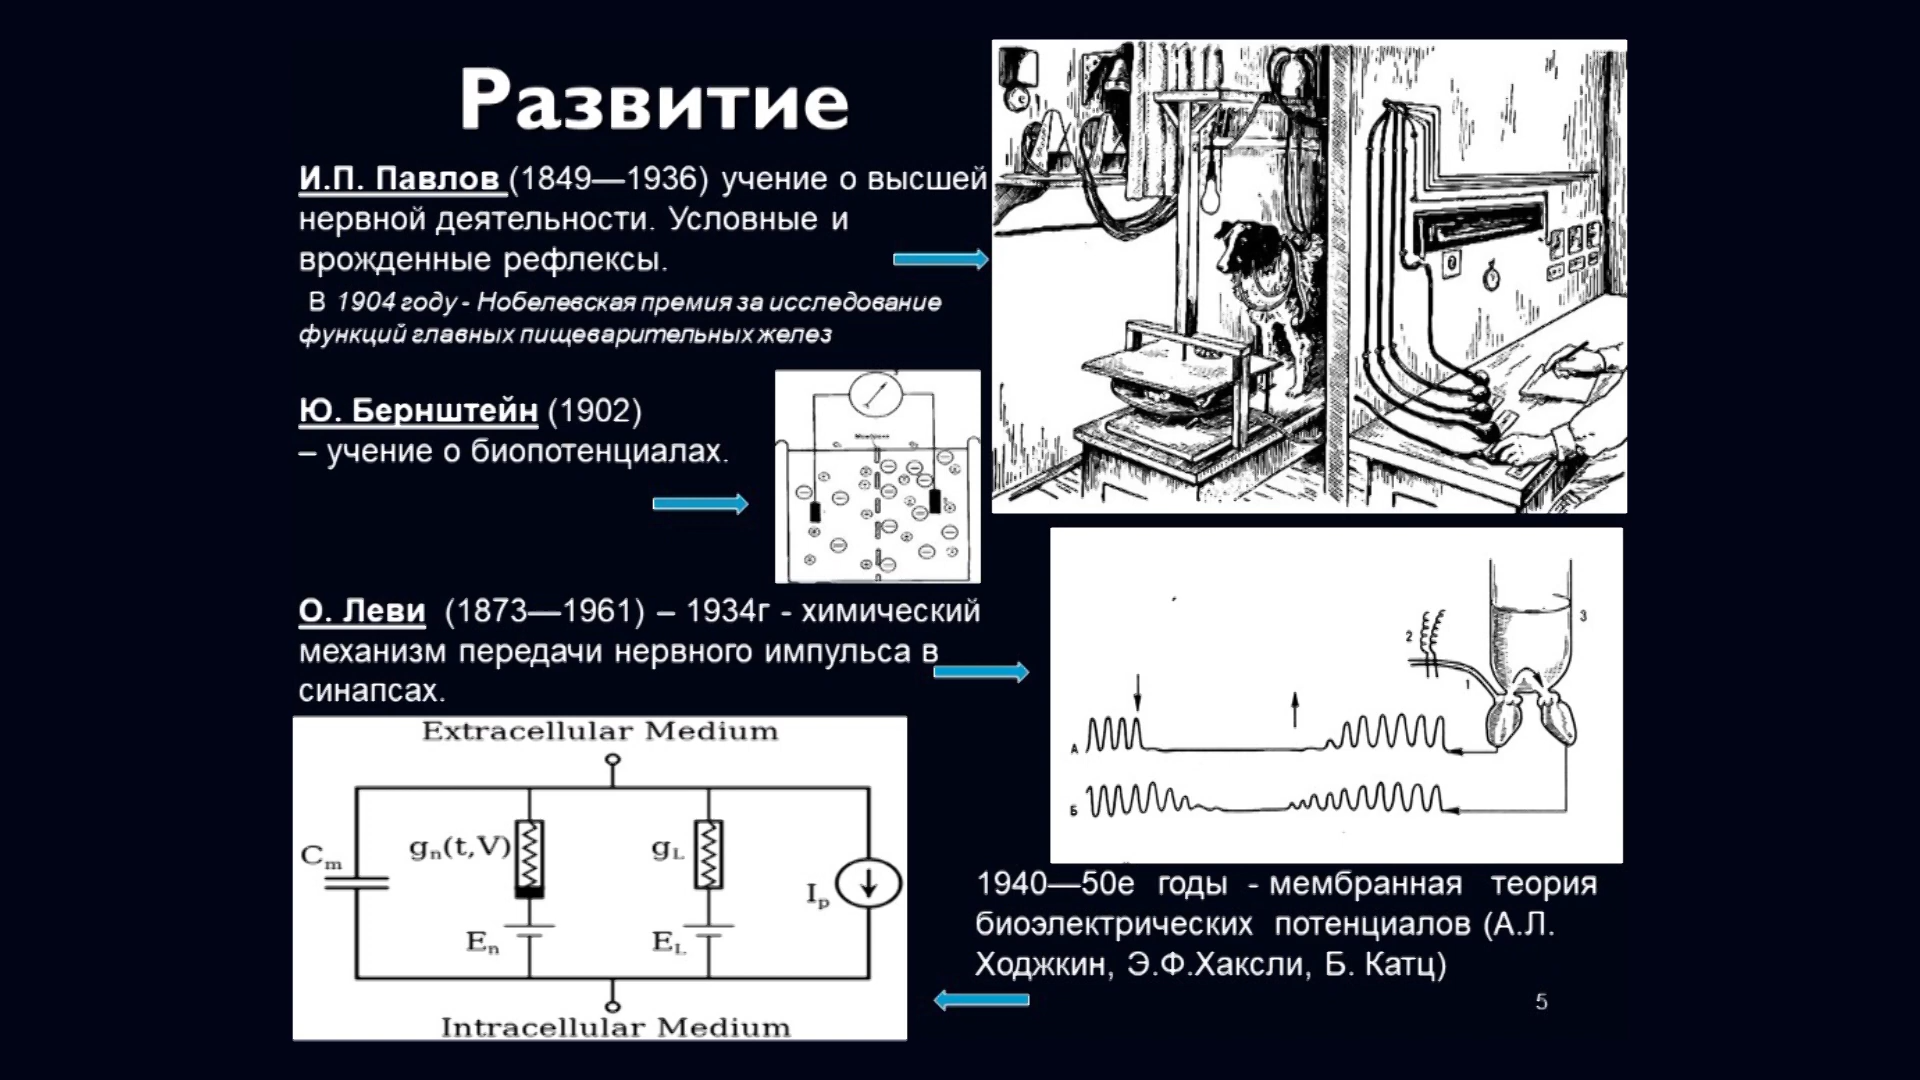 Развитие
И.П. Павлов (1849—1936) учение о высшей
нервной деятельности. Условные и
врожденные рефлексы.
В 1904 году - Нобелевская премия за исследование
функций главных пищеварительных желез
Ю. Бернштейн (1902)
– учение о биопотенциалах.
Мембрана
О. Леви (1873—1961) – 1934г - химический
механизм передачи нервного импульса в
синапсах.
2
3
1
А
Б
Extracellular Medium
Cm
gn(t,V)
gL
Ip
En
EL
Intracellular Medium
1940—50е годы - мембранная теория
биоэлектрических потенциалов (А.Л.
Ходжкин, Э.Ф.Хаксли, Б. Катц)
5